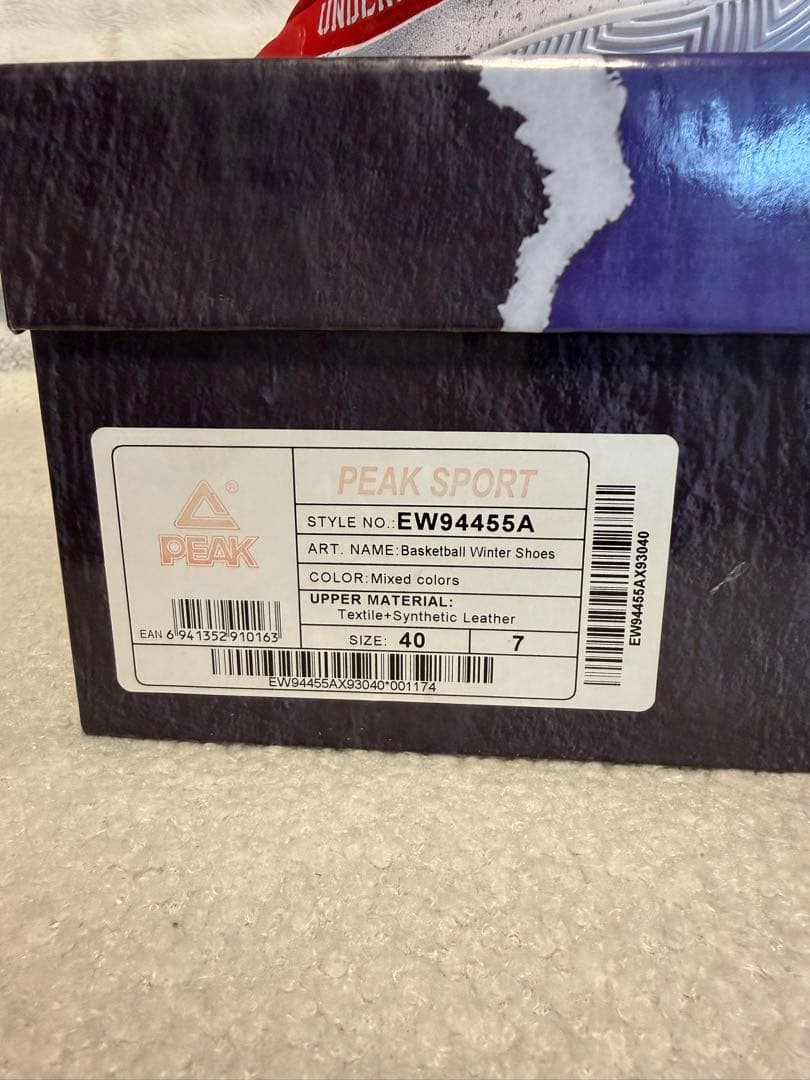 UNDER
PEAK SPORT
®
PEAK
STYLE NO.:EW94455A
ART. NAME:Basketball Winter Shoes
COLOR:Mixed colors
UPPER MATERIAL:
Textile+Synthetic Leather
SIZE: 40 7
EAN 6 941352 910163
EW94455AX93040*001174
EW94455AX93040